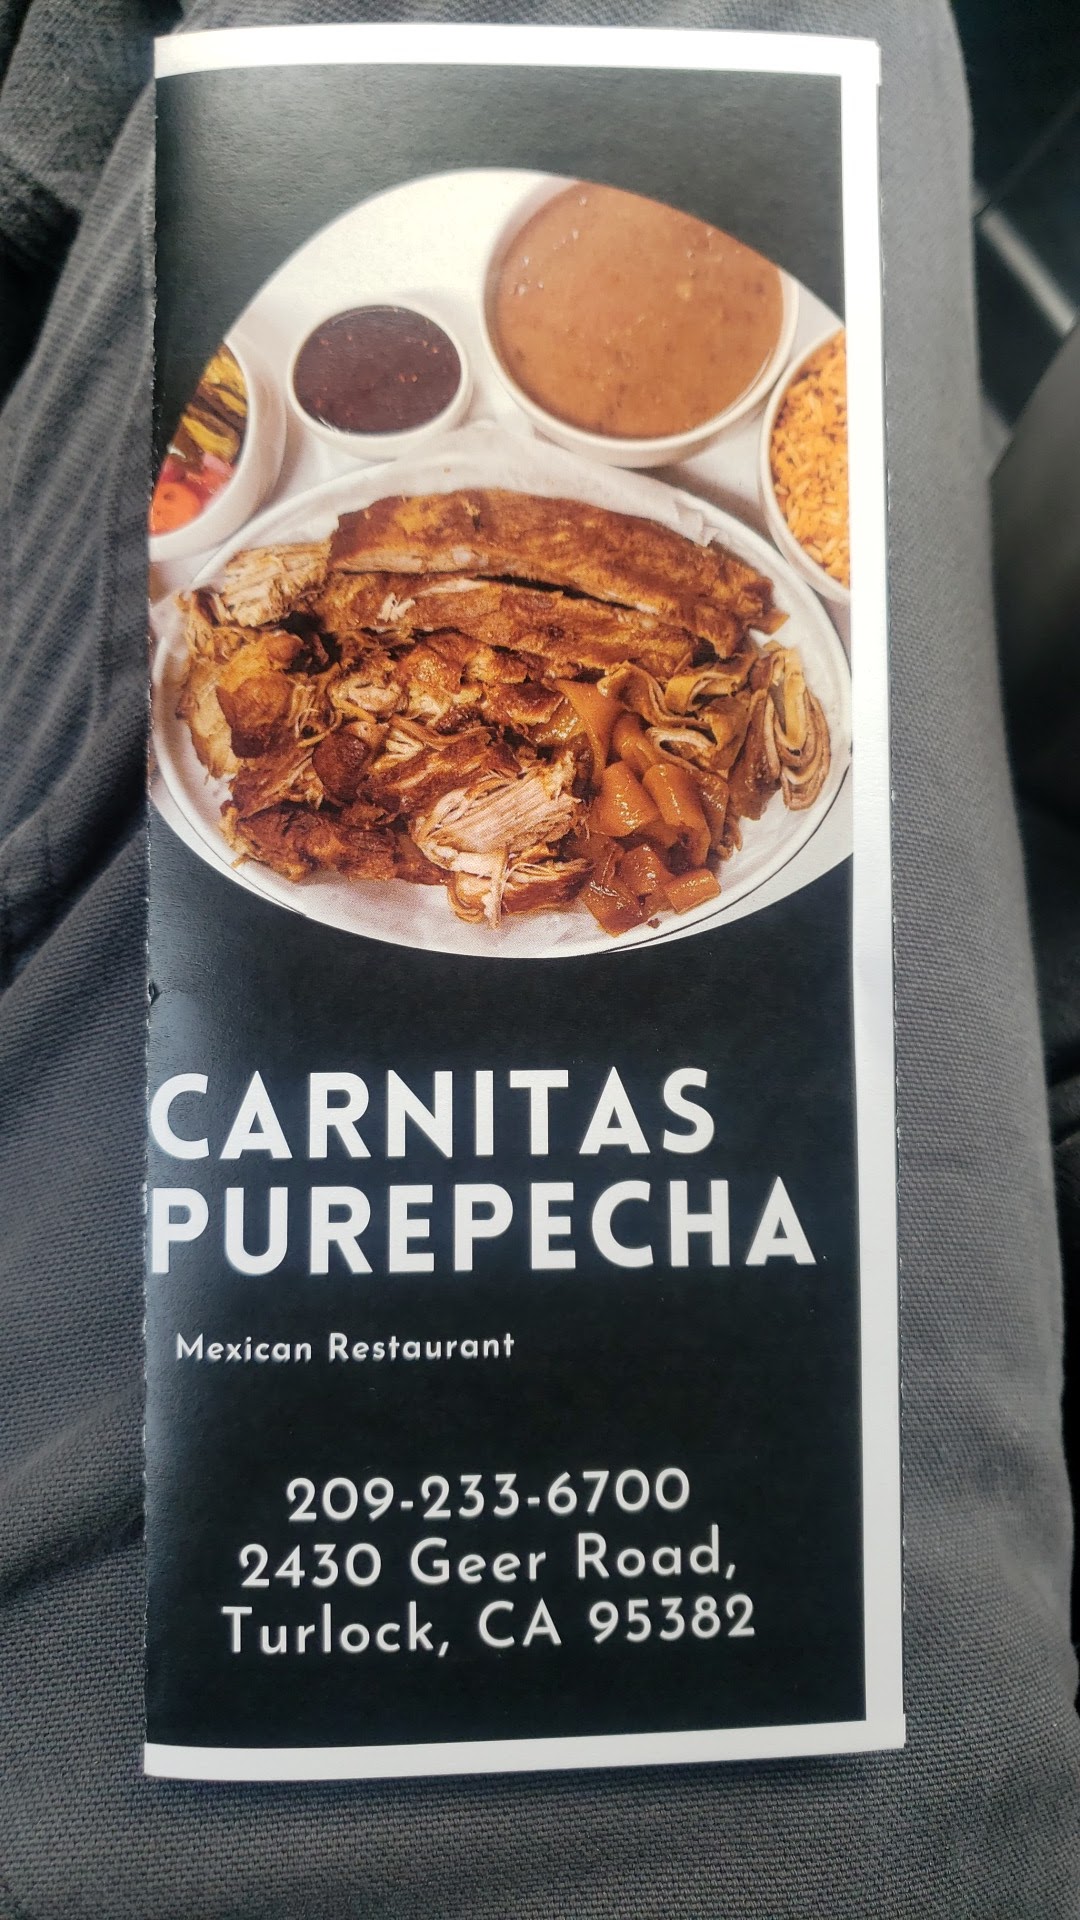 CARNITAS
PUREPECHA
Mexican Restaurant
209-233-6700
2430 Geer Road,
Turlock, CA 95382